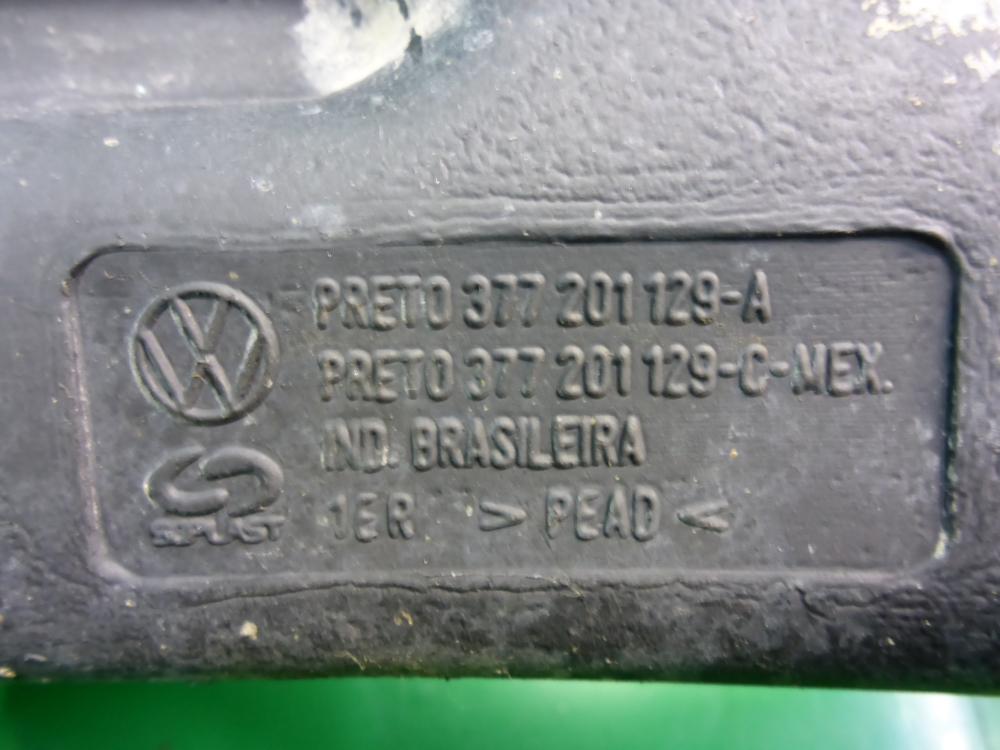 PRETO 377 201 129-A
PRETO 377 201 129-C-MEX.
IND. BRASILEIRA
1ER > PEAD <